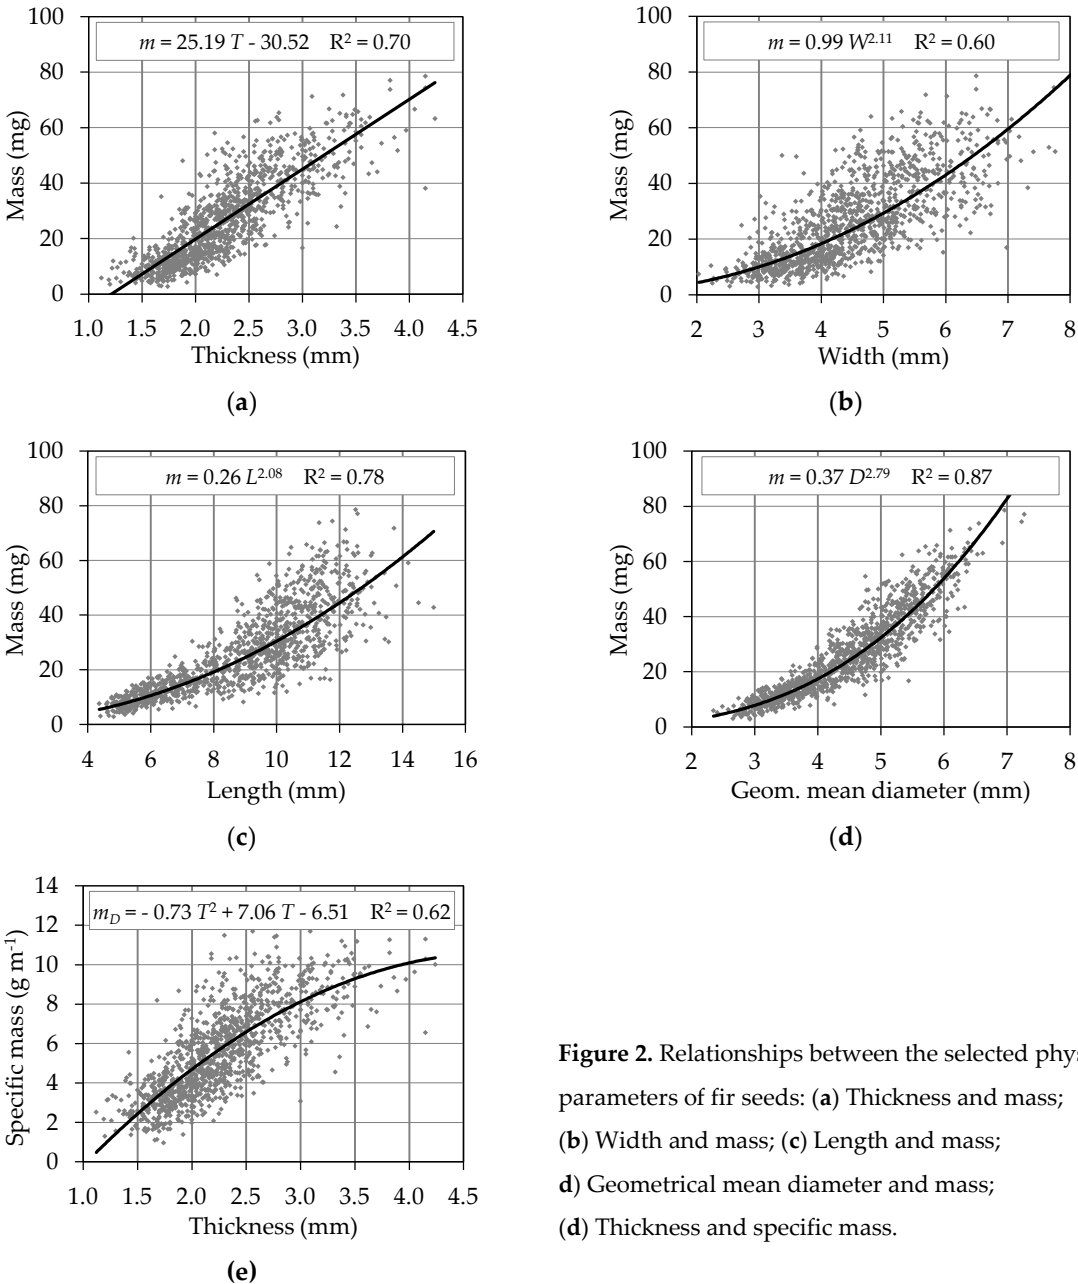 100
80
60
40
20
0
Mass (mg)
m = 25.19 T - 30.52 R² = 0.70
1.0 1.5 2.0 2.5 3.0 3.5 4.0 4.5
Thickness (mm)
(a)
100
80
60
40
20
0
Mass (mg)
m = 0.99 W^2.11 R² = 0.60
2 3 4 5 6 7 8
Width (mm)
(b)
100
80
60
40
20
0
Mass (mg)
m = 0.26 L^2.08 R² = 0.78
4 6 8 10 12 14 16
Length (mm)
(c)
100
80
60
40
20
0
Mass (mg)
m = 0.37 D^2.79 R² = 0.87
2 3 4 5 6 7 8
Geom. mean diameter (mm)
(d)
14
12
10
8
6
4
2
0
Specific mass (g m⁻¹)
m_D = - 0.73 T² + 7.06 T - 6.51 R² = 0.62
1.0 1.5 2.0 2.5 3.0 3.5 4.0 4.5
Thickness (mm)
(e)
Figure 2. Relationships between the selected phys
parameters of fir seeds: (a) Thickness and mass;
(b) Width and mass; (c) Length and mass;
d) Geometrical mean diameter and mass;
(d) Thickness and specific mass.